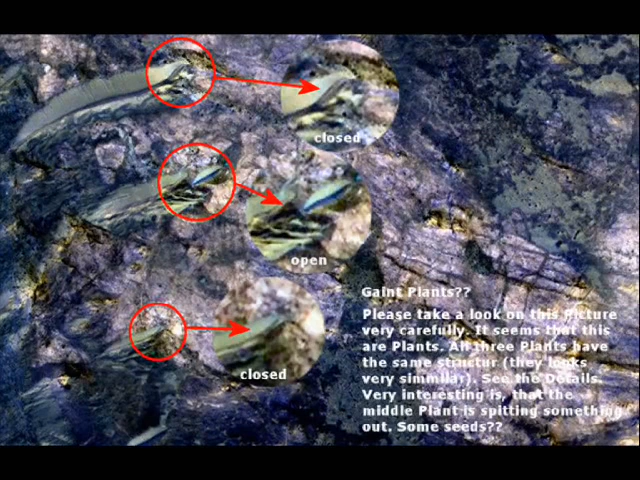 closed
open
closed
Gaint Plants??
Please take a look on this Picture
very carefully. It seems that this
are Plants. All three Plants have
the same structur (they looks
very simmilar). See the Details.
Very interesting is, that the
middle Plant is spitting something
out. Some seeds??